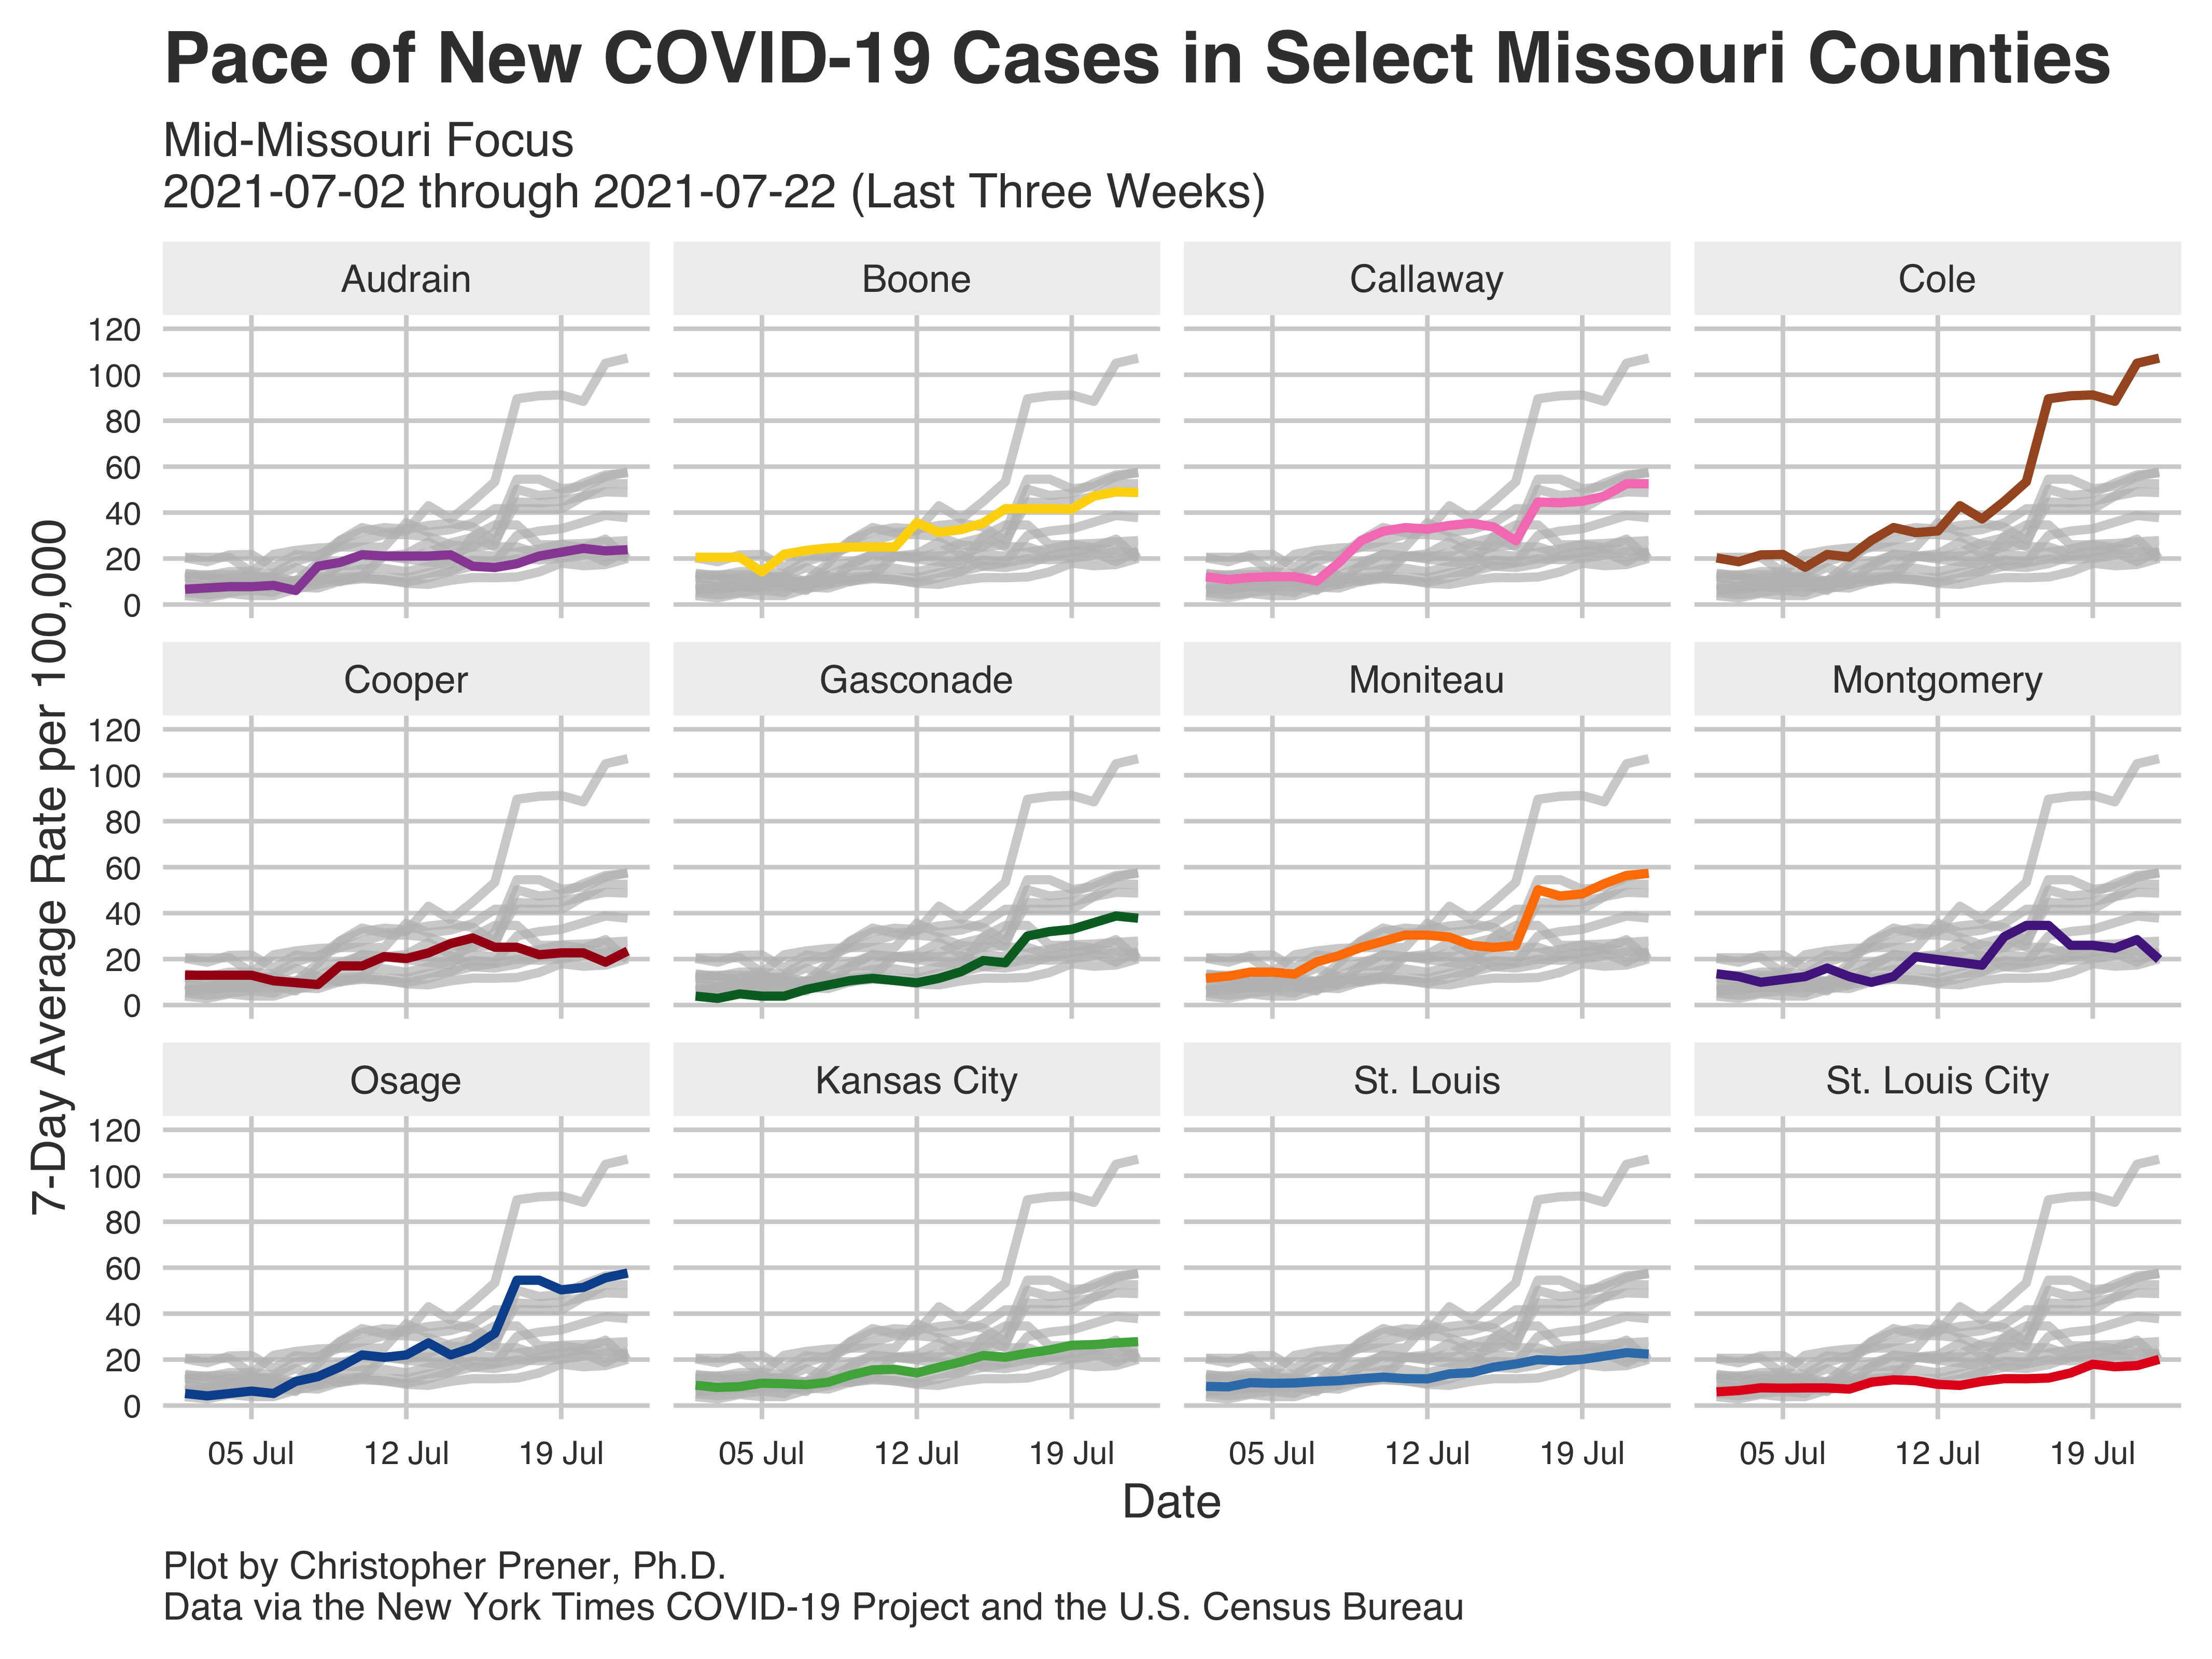 Pace of New COVID-19 Cases in Select Missouri Counties
Mid-Missouri Focus
2021-07-02 through 2021-07-22 (Last Three Weeks)
7-Day Average Rate per 100,000
Audrain
Boone
Callaway
Cole
120
100
80
60
40
20
0
Cooper
Gasconade
Moniteau
Montgomery
120
100
80
60
40
20
0
Osage
Kansas City
St. Louis
St. Louis City
120
100
80
60
40
20
0
05 Jul 12 Jul 19 Jul
05 Jul 12 Jul 19 Jul
05 Jul 12 Jul 19 Jul
05 Jul 12 Jul 19 Jul
Date
Plot by Christopher Prener, Ph.D.
Data via the New York Times COVID-19 Project and the U.S. Census Bureau